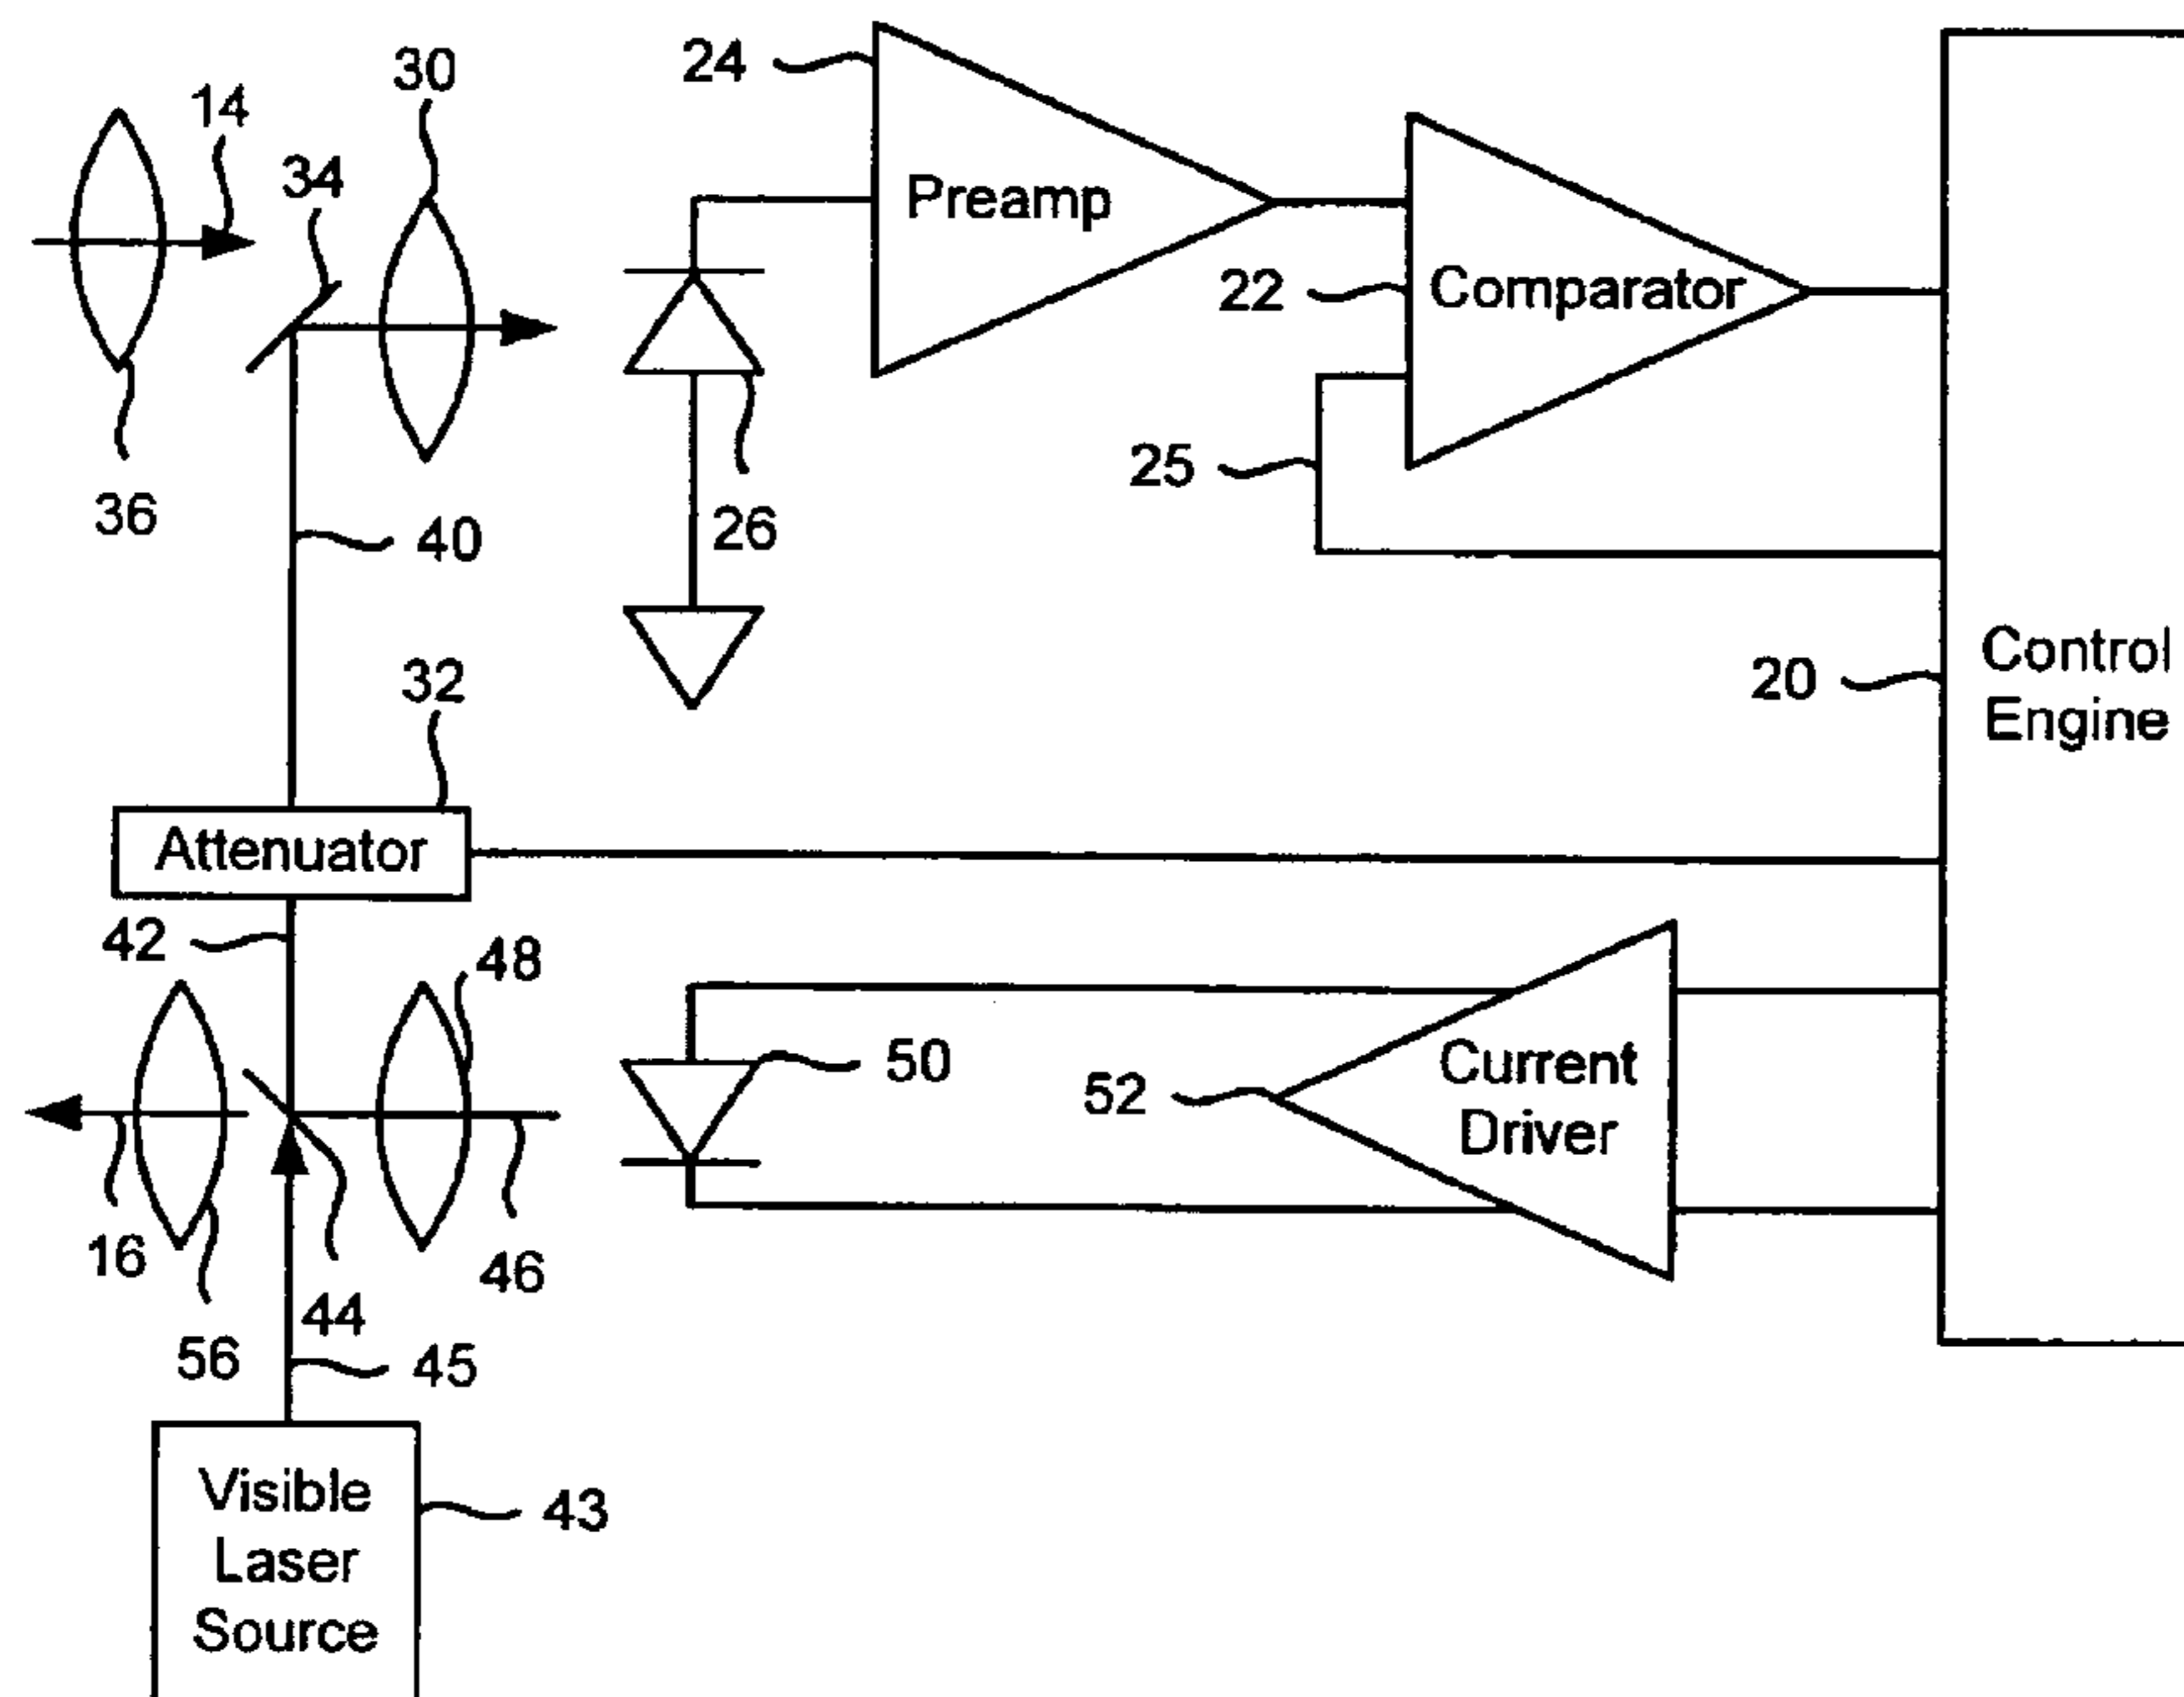 24
30
14
34
Preamp
22
Comparator
25
36
40
26
20
Control
Engine
32
Attenuator
42
48
50
52
Current
Driver
16
46
44
56
45
Visible
Laser
Source
43